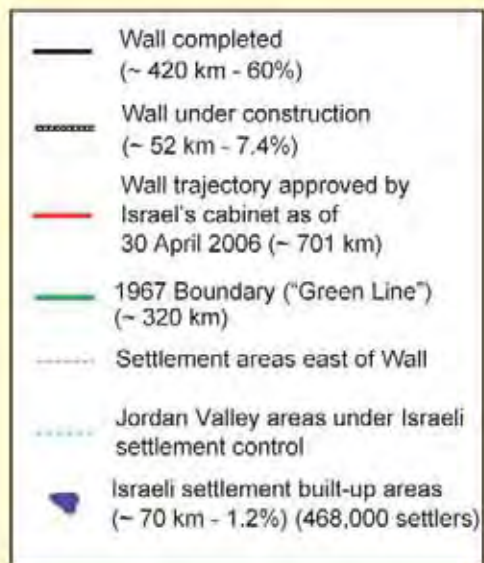 Wall completed
(~ 420 km - 60%)
Wall under construction
(~ 52 km - 7.4%)
Wall trajectory approved by
Israel's cabinet as of
30 April 2006 (~ 701 km)
1967 Boundary ("Green Line")
(~ 320 km)
Settlement areas east of Wall
Jordan Valley areas under Israeli
settlement control
Israeli settlement built-up areas
(~ 70 km - 1.2%) (468,000 settlers)